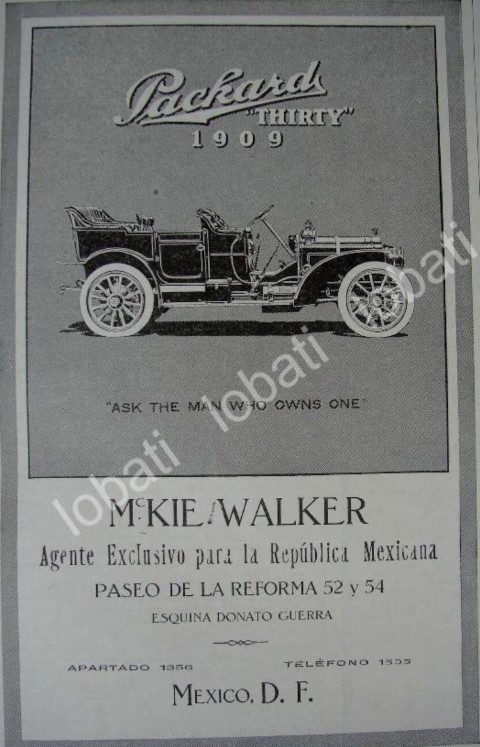 Packard
"THIRTY"
1909
"ASK THE MAN WHO OWNS ONE"
McKIE WALKER
Agente Exclusivo para la República Mexicana
PASEO DE LA REFORMA 52 y 54
ESQUINA DONATO GUERRA
APARTADO
TELÉFONO
MEXICO, D. F.
lobati lobati lobati